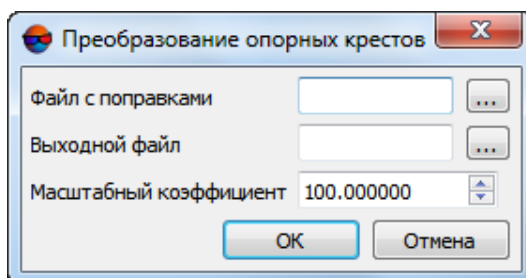 Преобразование опорных крестов
Файл с поправками ...
Выходной файл ...
Масштабный коэффициент 100.000000
OK Отмена